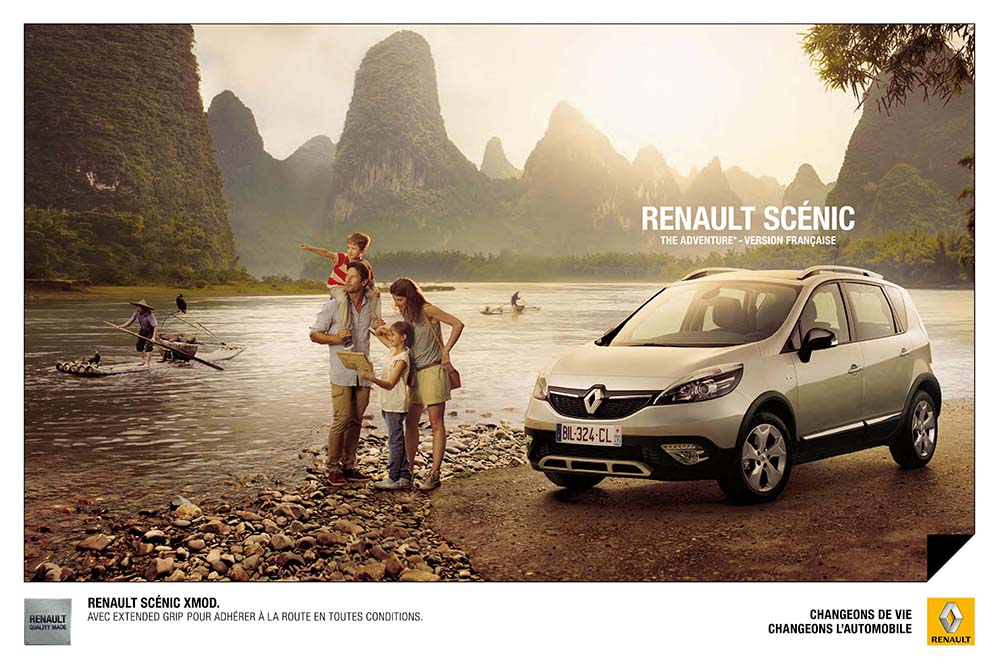 RENAULT SCÉNIC
THE ADVENTURE* - VERSION FRANÇAISE
BIL-324-CL
RENAULT
QUALITY MADE
RENAULT SCÉNIC XMOD.
AVEC EXTENDED GRIP POUR ADHÉRER À LA ROUTE EN TOUTES CONDITIONS.
CHANGEONS DE VIE
CHANGEONS L'AUTOMOBILE
RENAULT